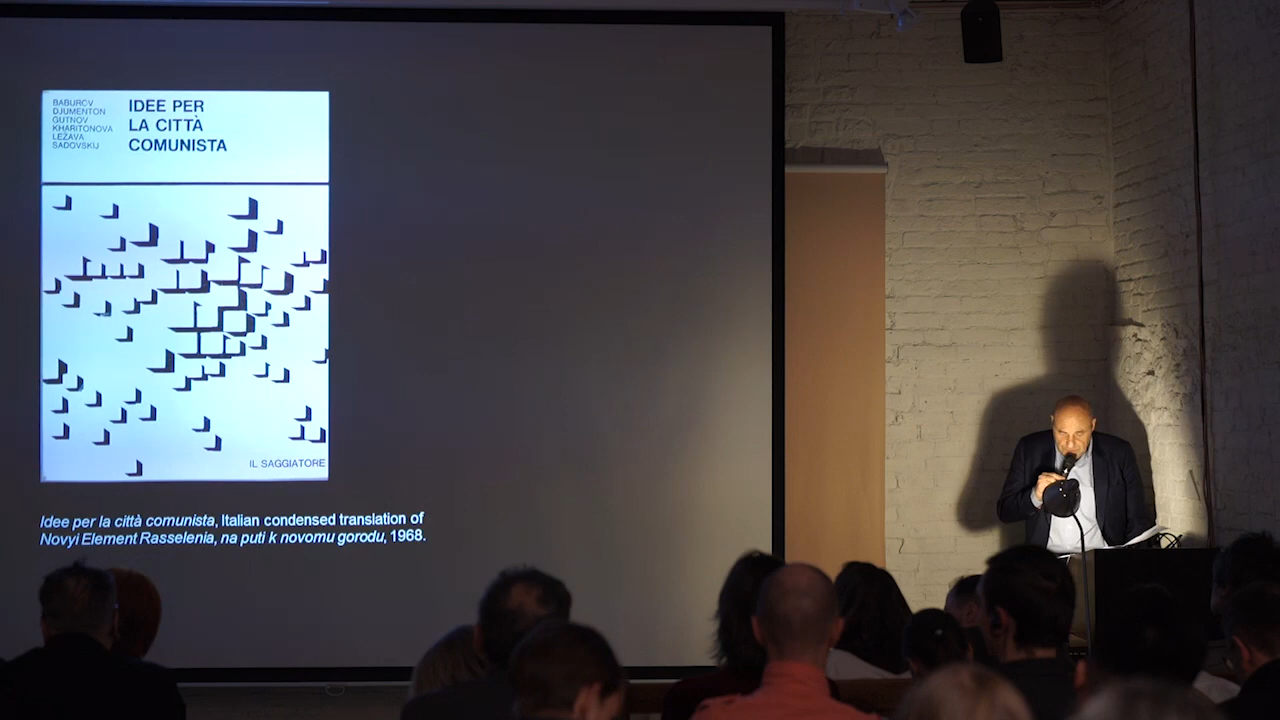 BABUROV
DJUMENTON
GUTNOV
KHARITONOVA
LEŽAVA
SADOVSKIJ
IDEE PER
LA CITTÀ
COMUNISTA
IL SAGGIATORE
Idee per la città comunista, Italian condensed translation of
Novyi Element Rasselenia, na puti k novomu gorodu, 1968.